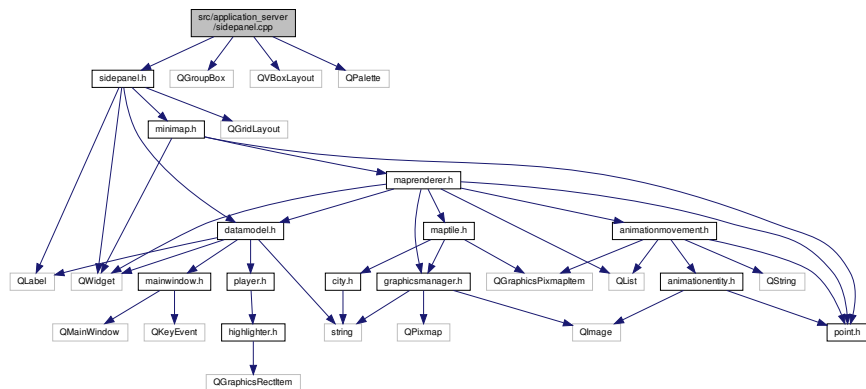 src/application_server
/sidepanel.cpp
sidepanel.h
QGroupBox
QVBoxLayout
QPalette
minimap.h
QGridLayout
maprenderer.h
datamodel.h
maptile.h
animationmovement.h
QLabel
QWidget
mainwindow.h
player.h
city.h
graphicsmanager.h
QGraphicsPixmapItem
QList
animationentity.h
QString
QMainWindow
QKeyEvent
highlighter.h
string
QPixmap
QImage
point.h
QGraphicsRectItem